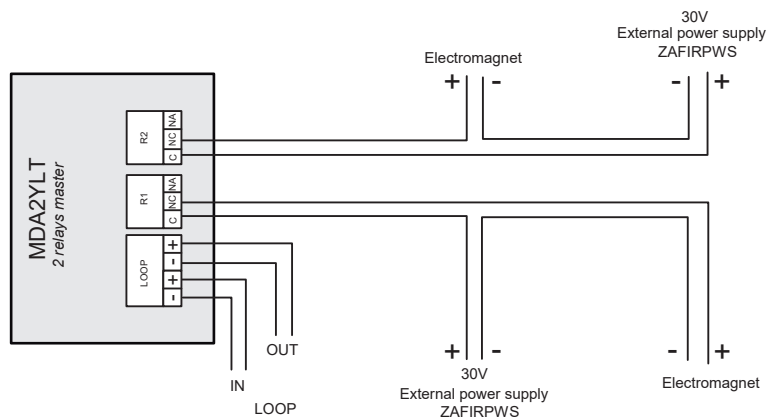 30V
External power supply
ZAFIRPWS
Electromagnet
+ - - +
MDA2YLT
2 relays master
R2
NA
NC
C
R1
NA
NC
C
LOOP
+
-
+
-
OUT
IN
LOOP
+ - - +
30V
External power supply
ZAFIRPWS
Electromagnet